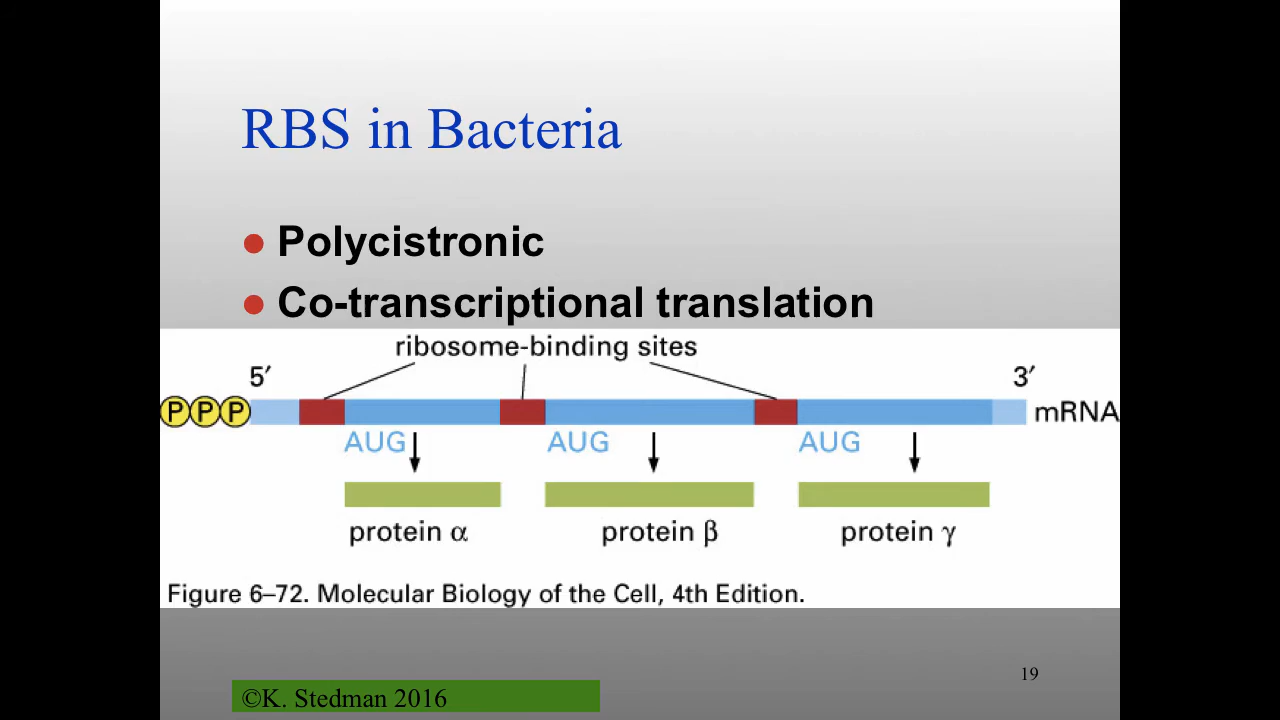 RBS in Bacteria
Polycistronic
Co-transcriptional translation
ribosome-binding sites
5′ 3′
PPP mRNA
AUG AUG AUG
protein α protein β protein γ
Figure 6–72. Molecular Biology of the Cell, 4th Edition.
19
©K. Stedman 2016